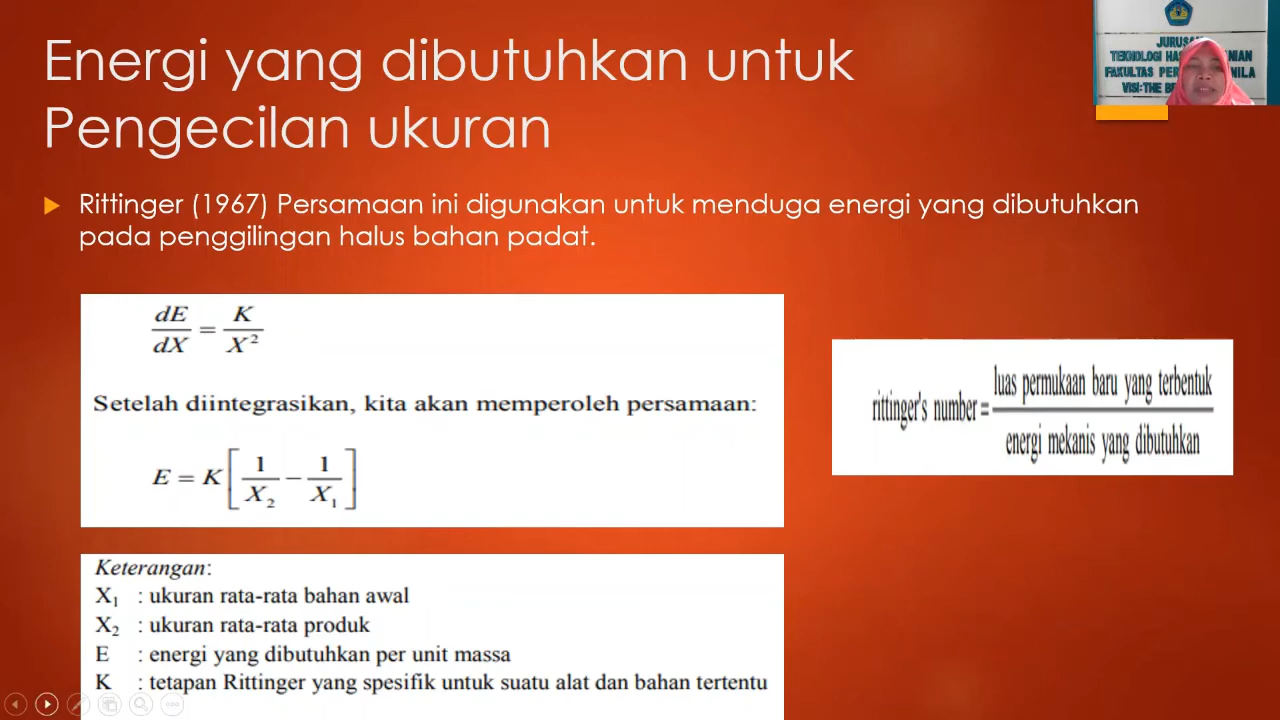 Energi yang dibutuhkan untuk
Pengecilan ukuran
Rittinger (1967) Persamaan ini digunakan untuk menduga energi yang dibutuhkan
pada penggilingan halus bahan padat.
dE/dX = K/X²
Setelah diintegrasikan, kita akan memperoleh persamaan:
E = K[1/X₂ − 1/X₁]
rittinger's number = luas permukaan baru yang terbentuk / energi mekanis yang dibutuhkan
Keterangan:
X₁ : ukuran rata-rata bahan awal
X₂ : ukuran rata-rata produk
E : energi yang dibutuhkan per unit massa
K : tetapan Rittinger yang spesifik untuk suatu alat dan bahan tertentu
TEKNOLOGI
FAKULTAS
VISI:THE